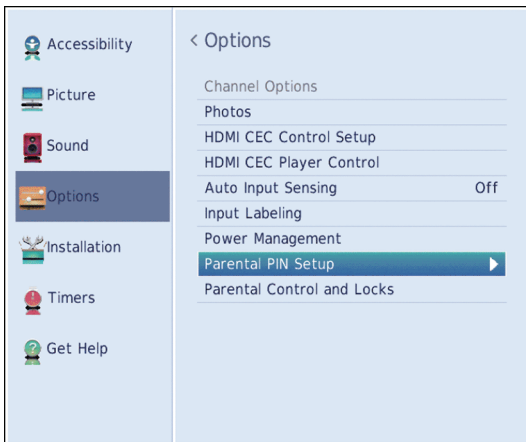 Accessibility
Picture
Sound
Options
Installation
Timers
Get Help
< Options
Channel Options
Photos
HDMI CEC Control Setup
HDMI CEC Player Control
Auto Input Sensing Off
Input Labeling
Power Management
Parental PIN Setup
Parental Control and Locks